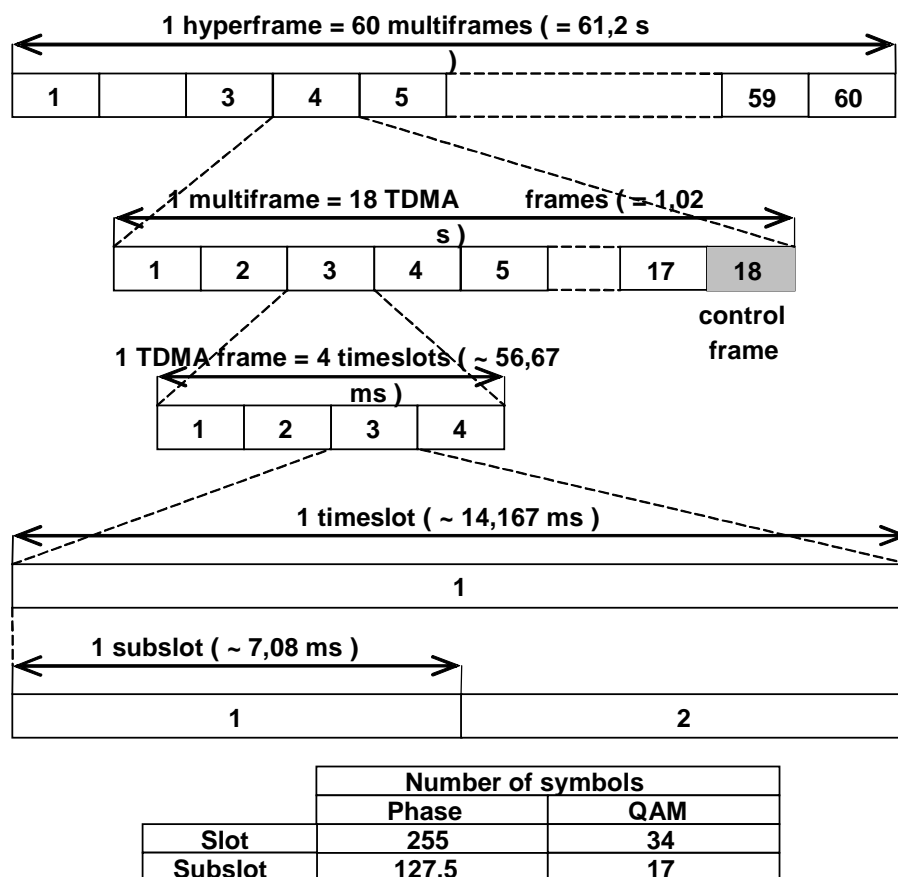 1 hyperframe = 60 multiframes ( = 61,2 s
)
1 3 4 5 59 60
1 multiframe = 18 TDMA frames ( = 1,02
s )
1 2 3 4 5 17 18
control
frame
1 TDMA frame = 4 timeslots ( ~ 56,67
ms )
1 2 3 4
1 timeslot ( ~ 14,167 ms )
1
1 subslot ( ~ 7,08 ms )
1 2
Number of symbols
Phase QAM
Slot 255 34
Subslot 127.5 17